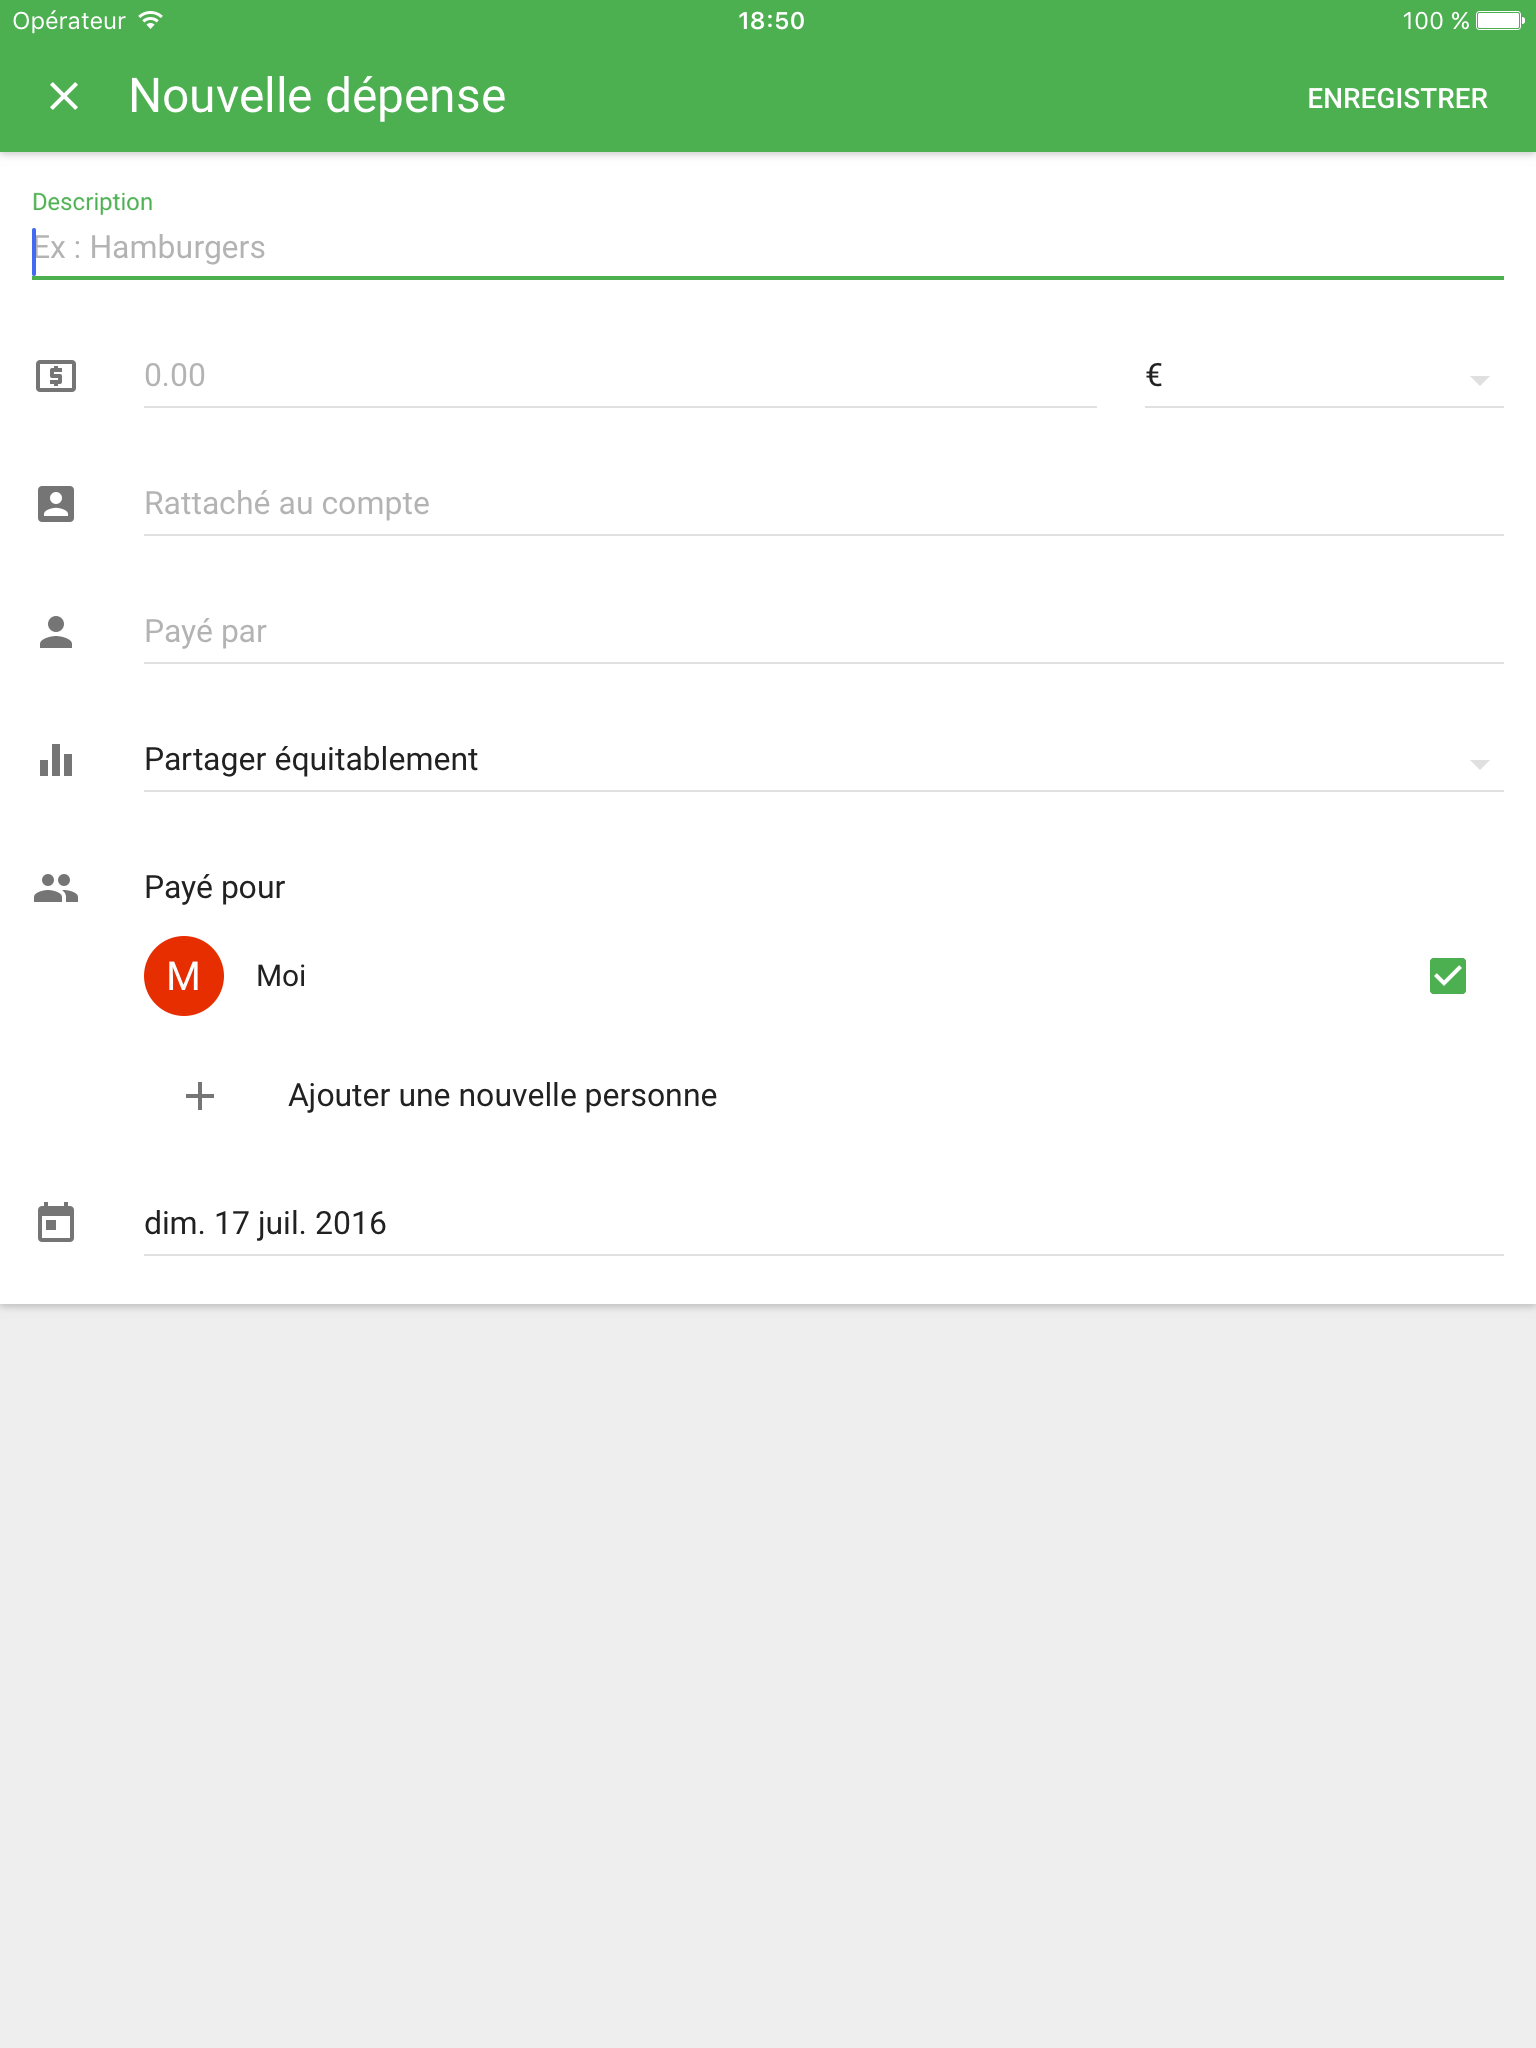 Opérateur 18:50 100 %
Nouvelle dépense ENREGISTRER
Description
Ex : Hamburgers
0.00 €
Rattaché au compte
Payé par
Partager équitablement
Payé pour
M Moi
Ajouter une nouvelle personne
dim. 17 juil. 2016